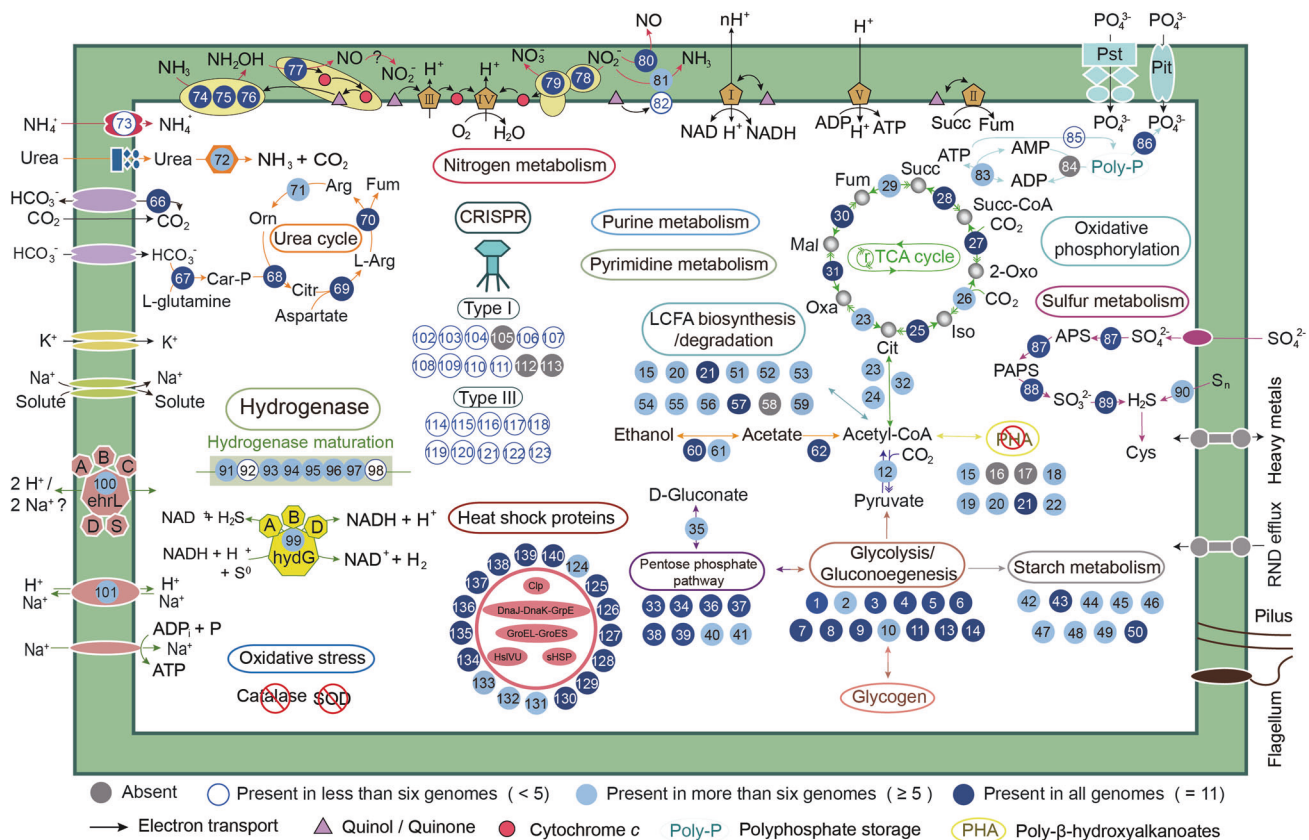 NO
nH+
H+
PO₄³⁻ PO₄³⁻
NH₃ NH₂OH 77 NO ? NO₂⁻ H+ H+ NO₃⁻ NO₂⁻ 80 NH₃
74 75 76 III IV 79 78 81 82 I V II
Pst Pit
O₂ H₂O
NAD H+ NADH
ADP H+ ATP
Succ Fum
PO₄³⁻ PO₄³⁻
NH₄+ 73 NH₄+
Urea Urea 72 NH₃ + CO₂
HCO₃⁻ 66
CO₂ CO₂
HCO₃⁻ HCO₃⁻
67 Car-P 68 Citr 69
L-glutamine
Aspartate
71 Arg Fum
Orn 70
Urea cycle
L-Arg
K+ K+
Na+ Na+
Solute Solute
Nitrogen metabolism
CRISPR
Type I
102 103 104 105 106 107
108 109 110 111 112 113
Type III
114 115 116 117 118
119 120 121 122 123
Purine metabolism
Pyrimidine metabolism
LCFA biosynthesis
/degradation
15 20 21 51 52 53
54 55 56 57 58 59
ATP 85 AMP 86
83 84 Poly-P
ADP
Fum 29 Succ
30 28
Succ-CoA
CO₂
Mal 27
(r)TCA cycle
31 2-Oxo
26 CO₂
Oxa
23 25 Iso
Cit
23 32
24
Oxidative
phosphorylation
Sulfur metabolism
87 APS 87 SO₄²⁻ SO₄²⁻
PAPS
88 SO₃²⁻ 89 H₂S 90 Sn
Cys
Heavy metals
RND efflux
Pilus
Flagellum
Hydrogenase
Hydrogenase maturation
91 92 93 94 95 96 97 98
A B C
100
ehrL
D S
2 H+ /
2 Na+ ?
NAD + H₂S A B D NADH + H+
99
hydG
NADH + H +
+ S⁰
NAD+ + H₂
H+ H+
101
Na+ Na+
ADPi + P
Na+ Na+
ATP
Oxidative stress
Catalase SOD
Heat shock proteins
139 140 124
138 125
137 126
136 127
135 128
134 129
133 132 131 130
Clp
DnaJ-DnaK-GrpE
GroEL-GroES
HslVU sHSP
Ethanol Acetate Acetyl-CoA PHA
60 61 62
CO₂
12
Pyruvate
15 16 17 18
19 20 21 22
D-Gluconate
35
Pentose phosphate
pathway
33 34 36 37
38 39 40 41
Glycolysis/
Gluconoegenesis
1 2 3 4 5 6
7 8 9 10 11 13 14
Glycogen
Starch metabolism
42 43 44 45 46
47 48 49 50
Absent
Present in less than six genomes ( < 5)
Present in more than six genomes ( ≥ 5)
Present in all genomes ( = 11)
Electron transport
Quinol / Quinone
Cytochrome c
Poly-P Polyphosphate storage
PHA Poly-β-hydroxyalkanoates